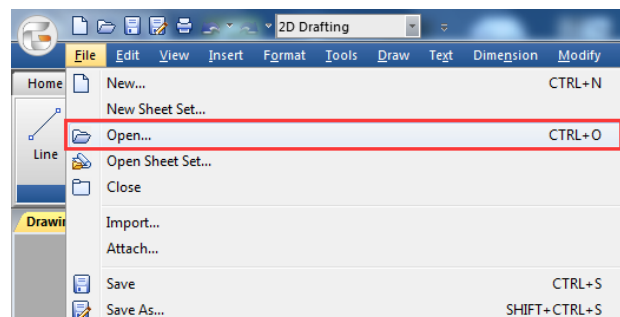 2D Drafting
File Edit View Insert Format Tools Draw Text Dimension Modify
Home
New... CTRL+N
New Sheet Set...
Open... CTRL+O
Line
Open Sheet Set...
Close
Drawin
Import...
Attach...
Save CTRL+S
Save As... SHIFT+CTRL+S